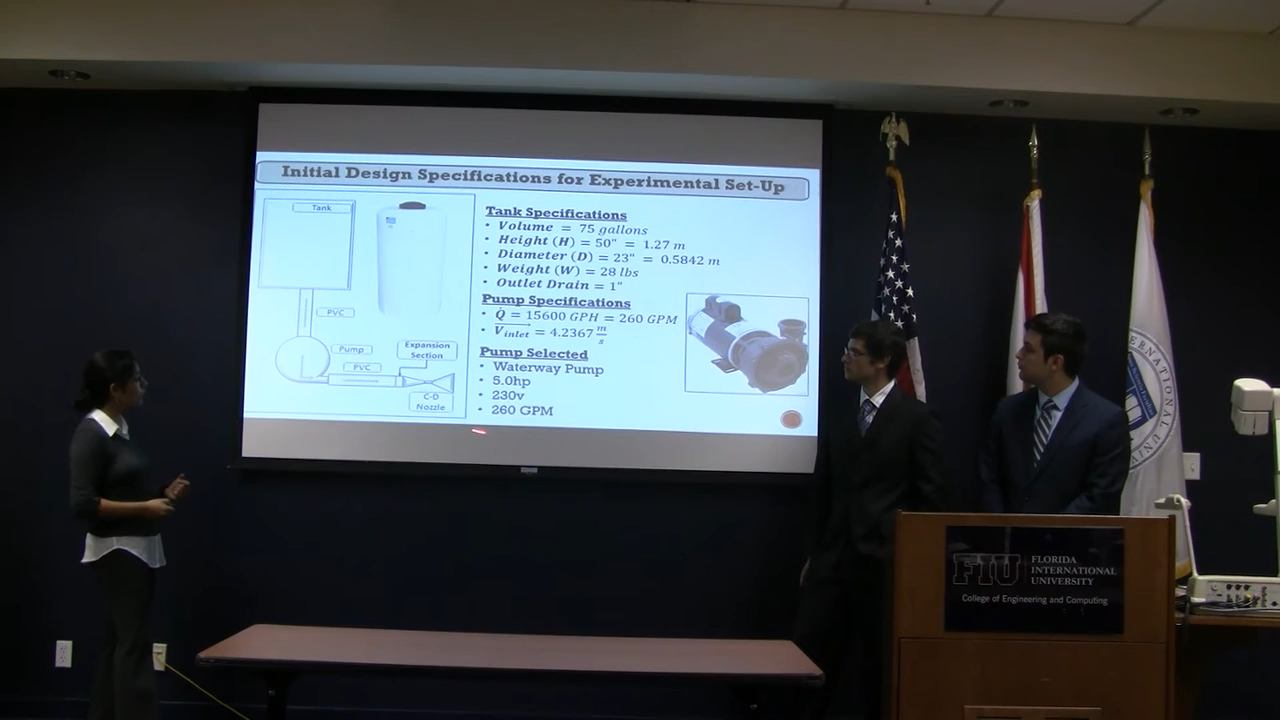 Initial Design Specifications for Experimental Set-Up
Tank
PVC
Pump
PVC
Expansion
Section
C-D
Nozzle
Tank Specifications
• Volume = 75 gallons
• Height (H) = 50" = 1.27 m
• Diameter (D) = 23" = 0.5842 m
• Weight (W) = 28 lbs
• Outlet Drain = 1"
Pump Specifications
• Q̇ = 15600 GPH = 260 GPM
• V⃗inlet = 4.2367 m/s
Pump Selected
• Waterway Pump
• 5.0hp
• 230v
• 260 GPM
ERNATIONAL UNIV
FIU
FLORIDA
INTERNATIONAL
UNIVERSITY
College of Engineering and Computing